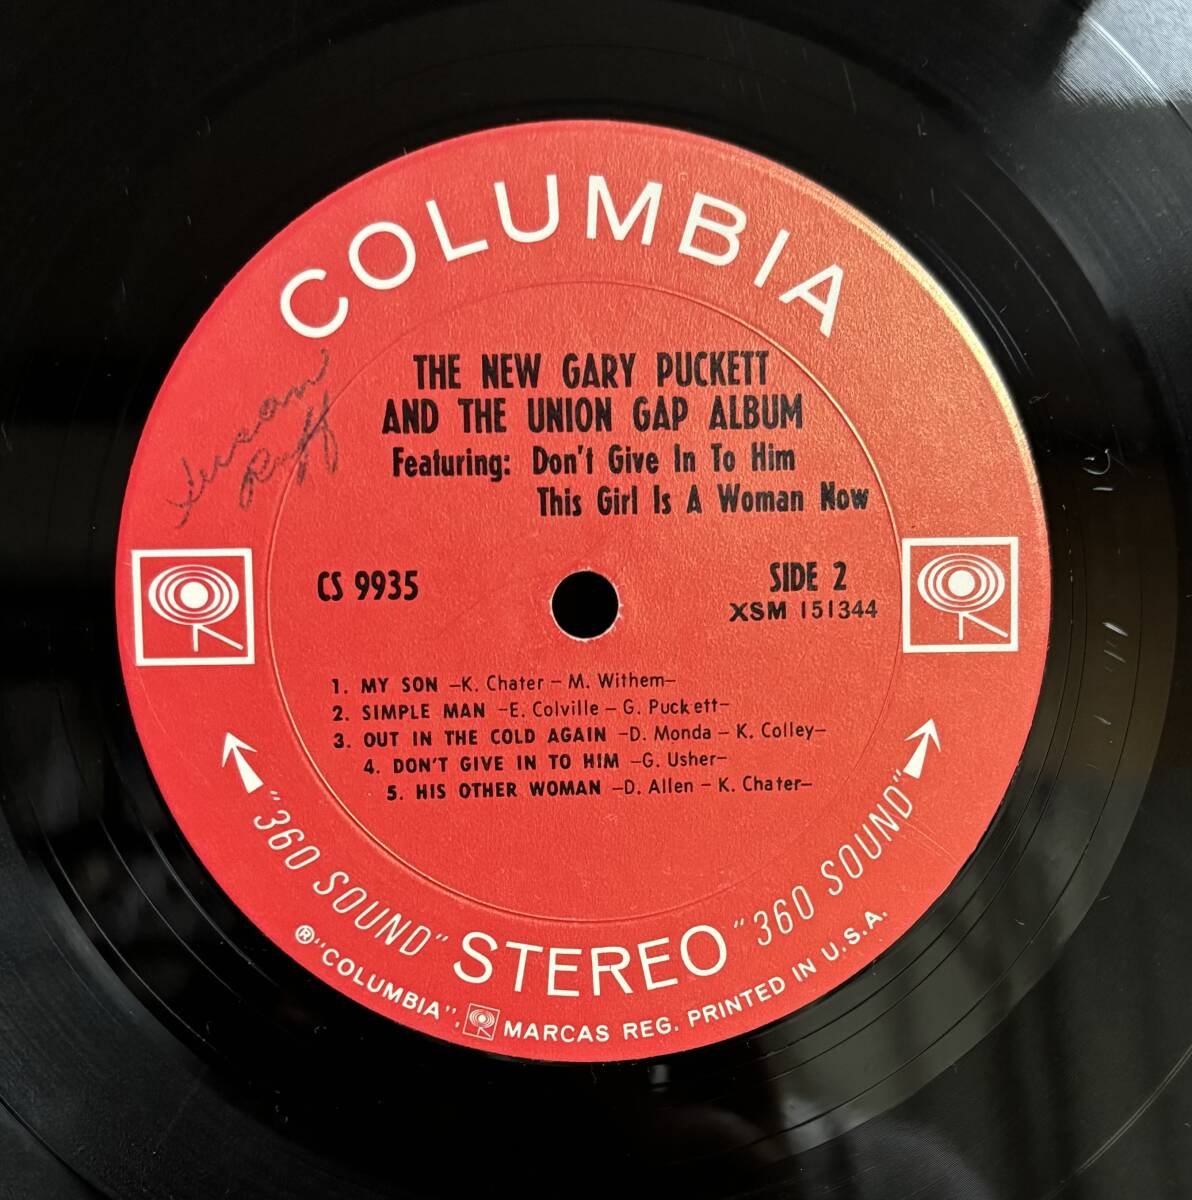 COLUMBIA
THE NEW GARY PUCKETT
AND THE UNION GAP ALBUM
Featuring: Don't Give In To Him
This Girl Is A Woman Now
CS 9935
SIDE 2
XSM 151344
1. MY SON –K. Chater – M. Withem–
2. SIMPLE MAN –E. Colville – G. Puckett–
3. OUT IN THE COLD AGAIN –D. Monda – K. Colley–
4. DON'T GIVE IN TO HIM –G. Usher–
5. HIS OTHER WOMAN –D. Allen – K. Chater–
"360 SOUND" STEREO "360 SOUND"
® "COLUMBIA", MARCAS REG. PRINTED IN U.S.A.